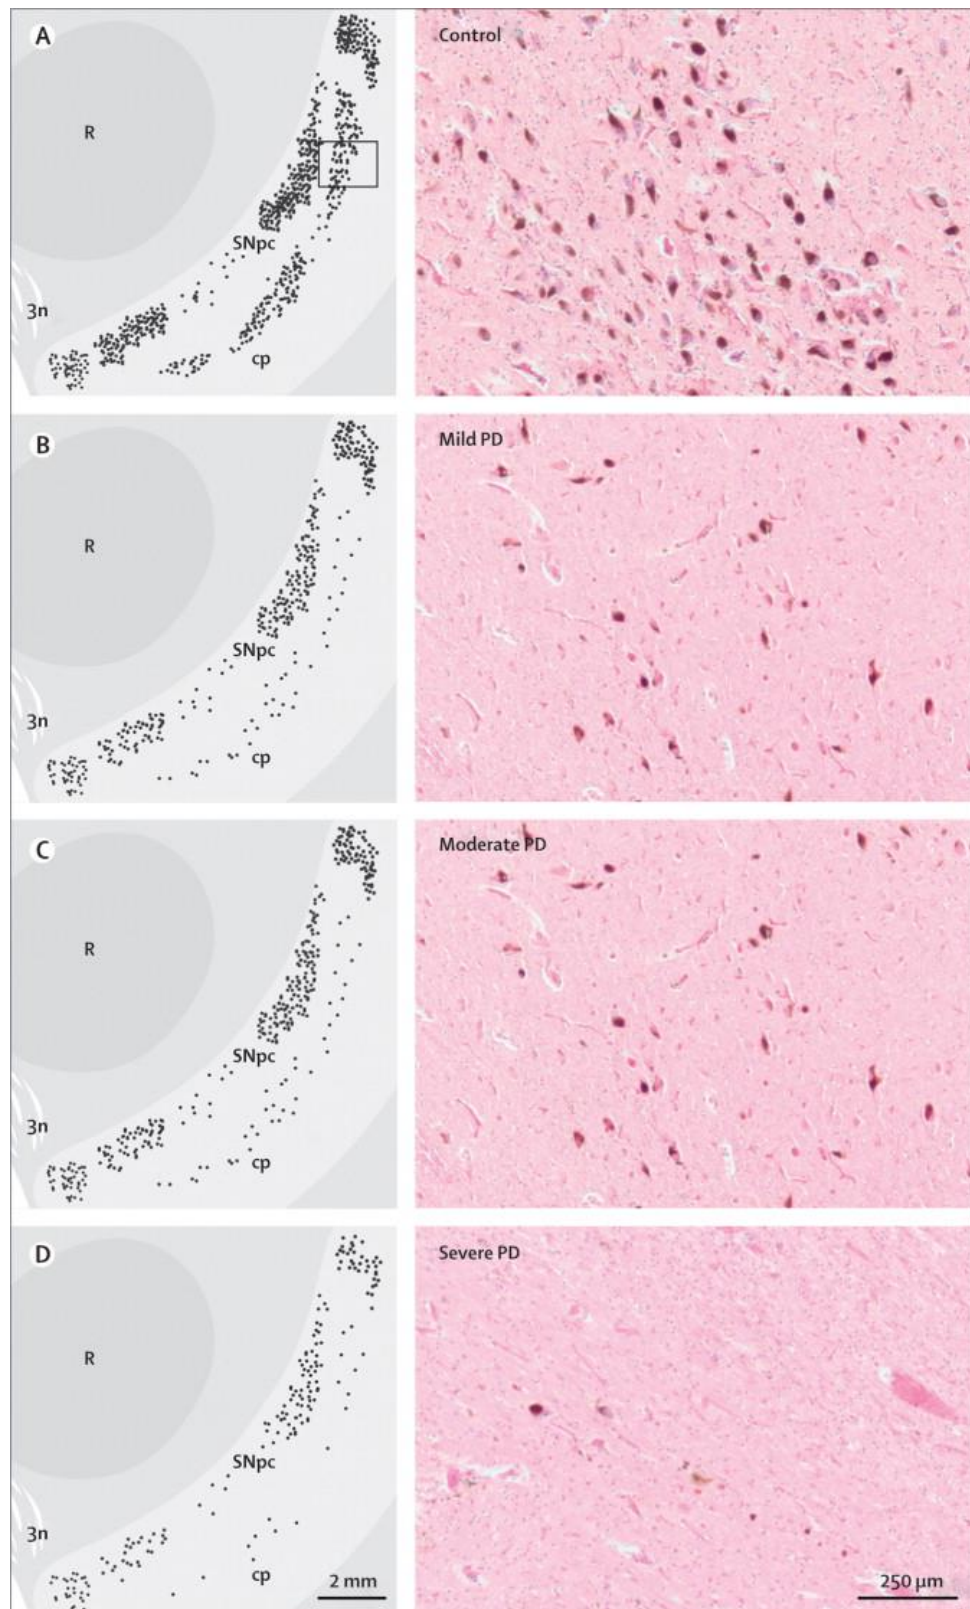 A
Control
R
SNpc
3n
cp
B
Mild PD
R
SNpc
3n
cp
C
Moderate PD
R
SNpc
3n
cp
D
Severe PD
R
SNpc
3n
cp
2 mm
250 µm